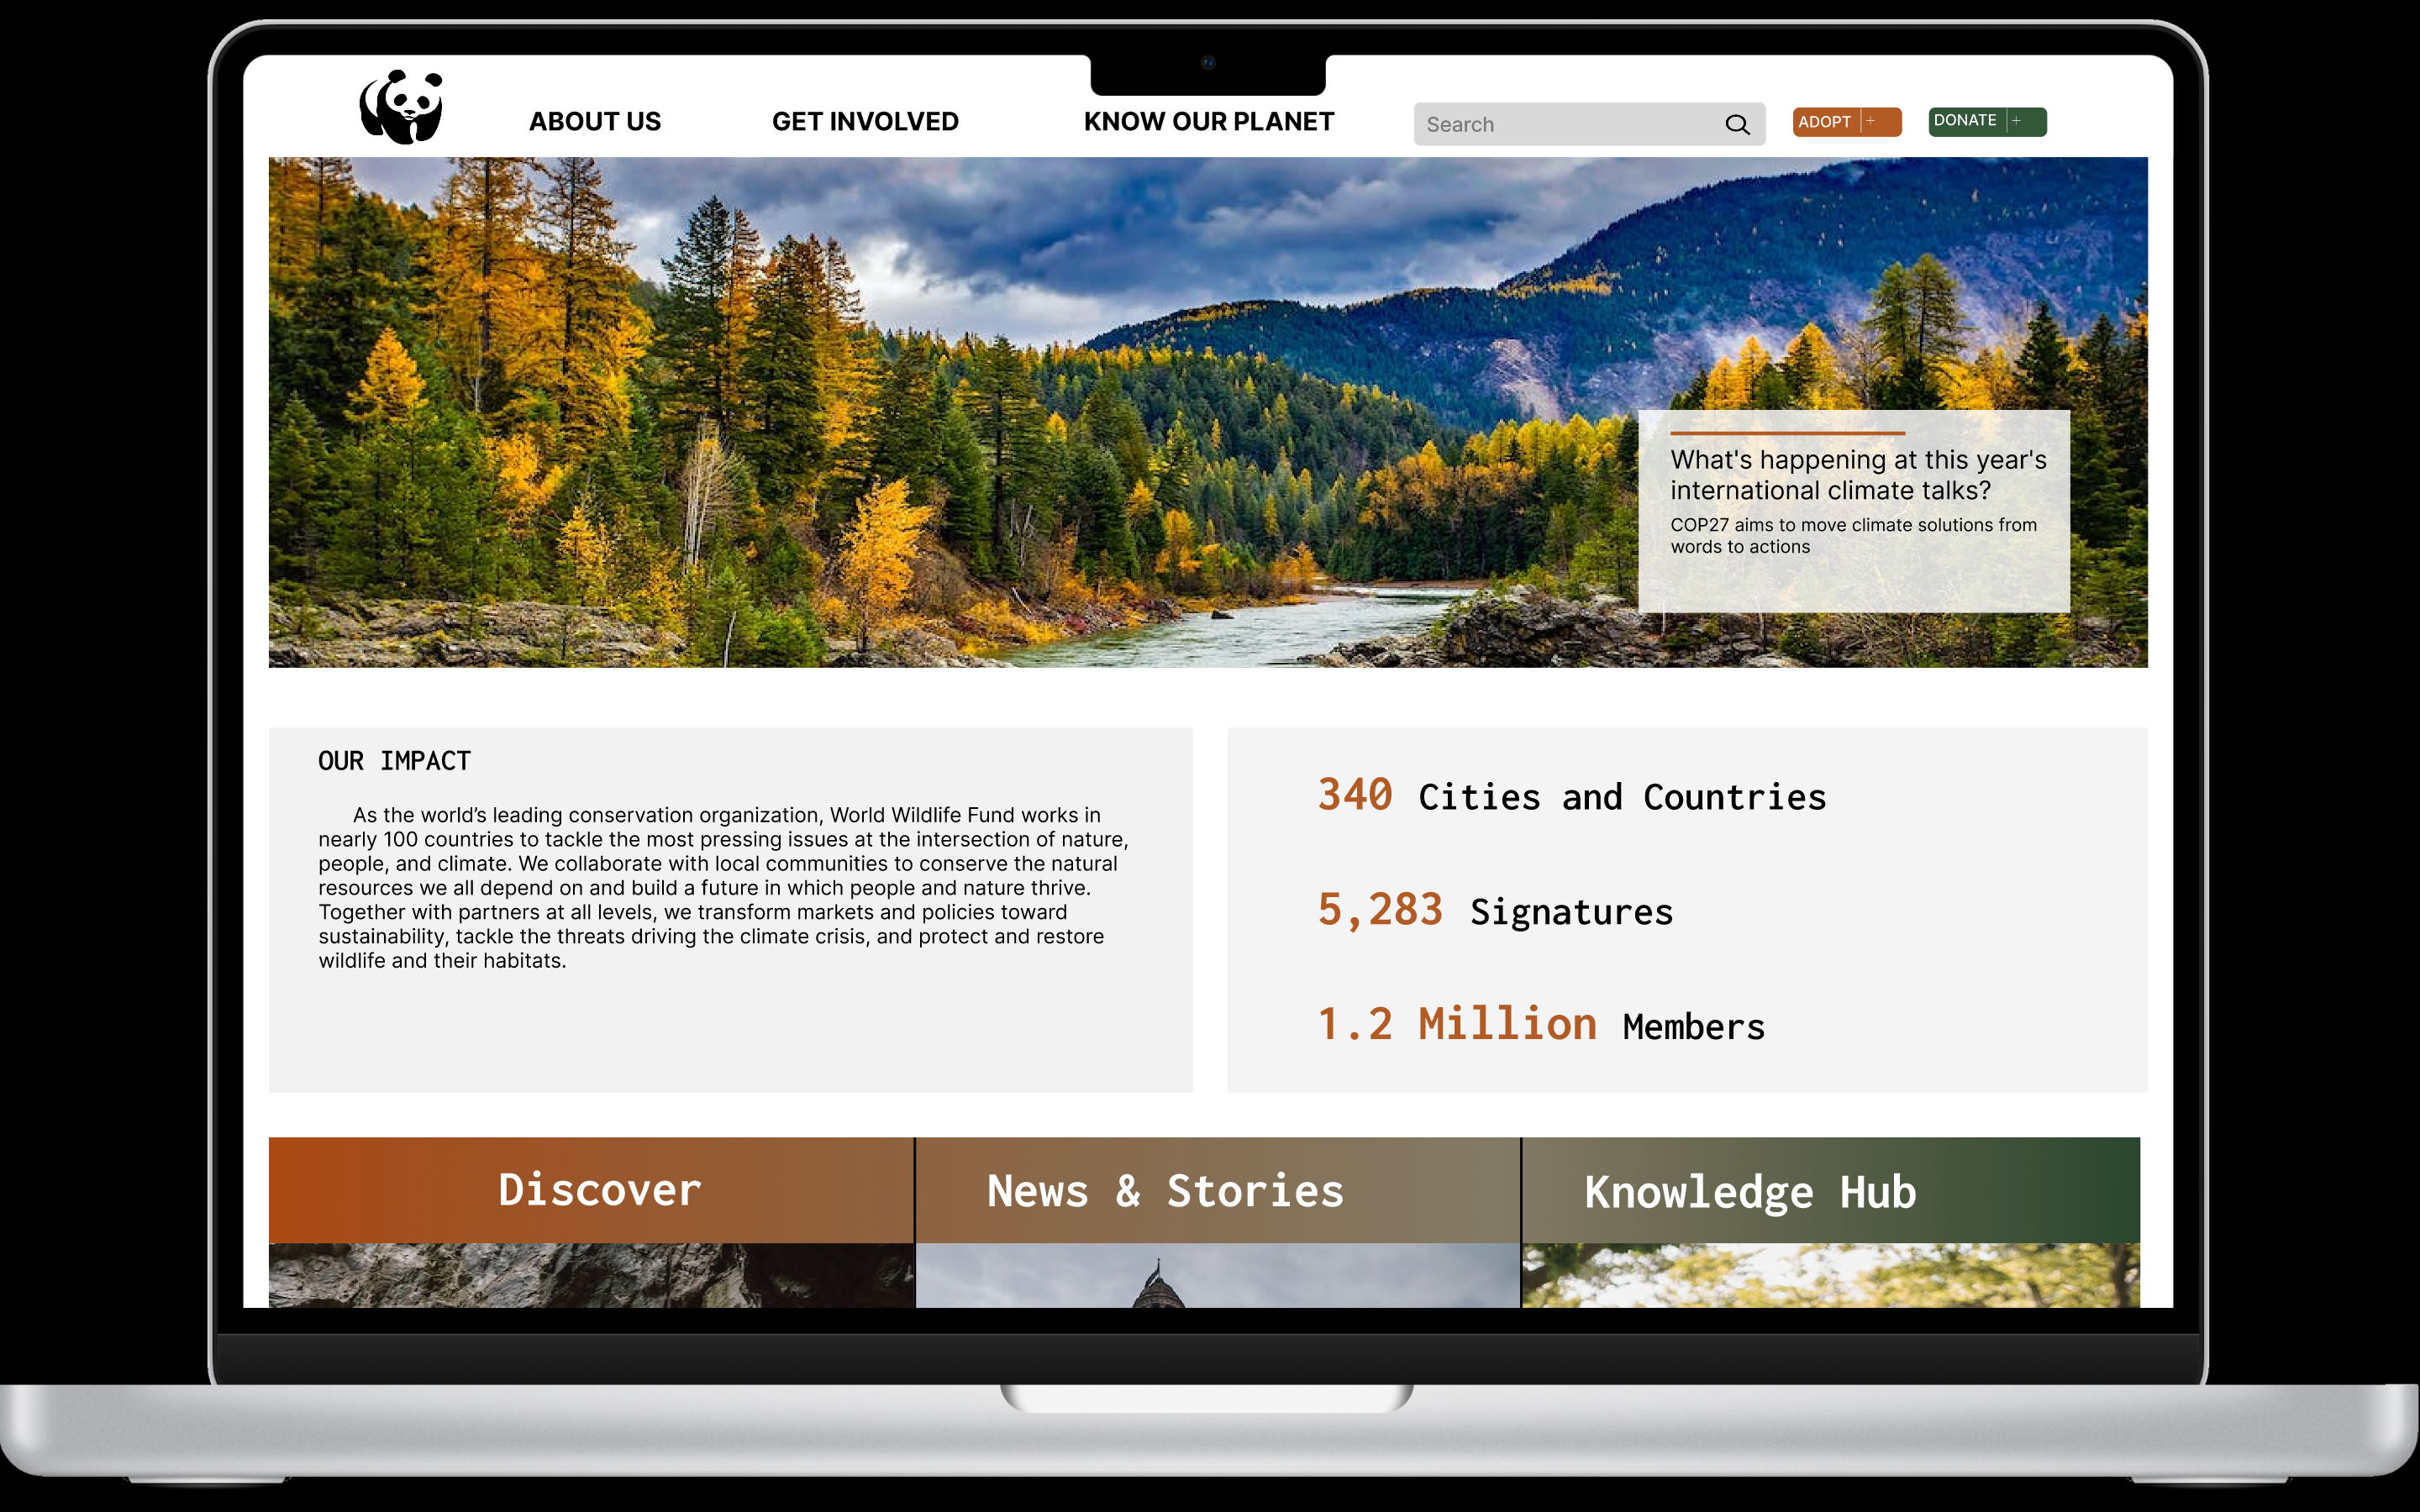 ABOUT US
GET INVOLVED
KNOW OUR PLANET
Search
ADOPT +
DONATE +
What's happening at this year's
international climate talks?
COP27 aims to move climate solutions from
words to actions
OUR IMPACT
As the world’s leading conservation organization, World Wildlife Fund works in
nearly 100 countries to tackle the most pressing issues at the intersection of nature,
people, and climate. We collaborate with local communities to conserve the natural
resources we all depend on and build a future in which people and nature thrive.
Together with partners at all levels, we transform markets and policies toward
sustainability, tackle the threats driving the climate crisis, and protect and restore
wildlife and their habitats.
340 Cities and Countries
5,283 Signatures
1.2 Million Members
Discover
News & Stories
Knowledge Hub